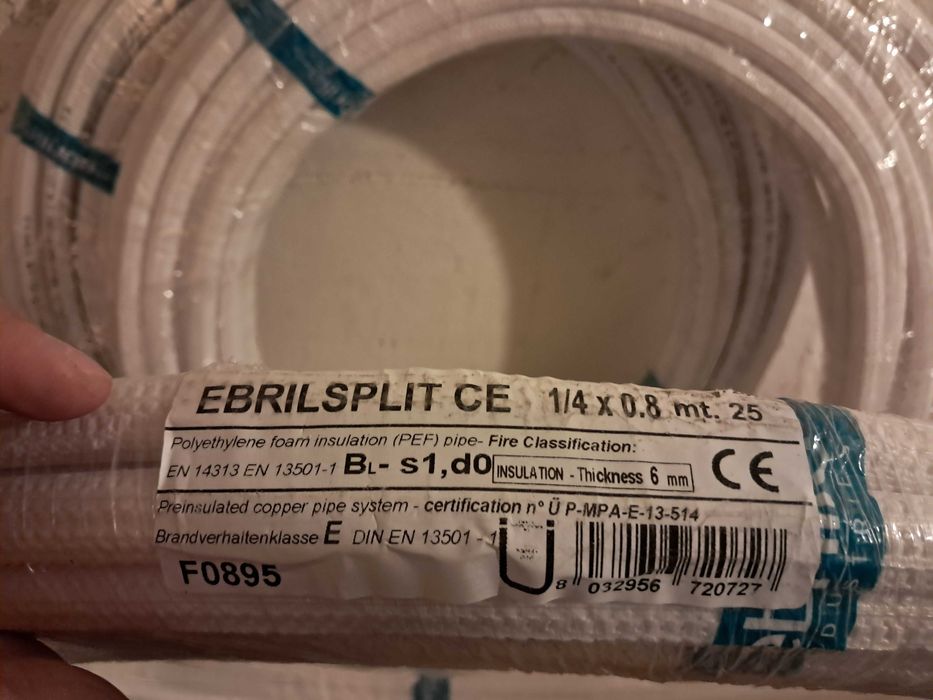 EBRILSPLIT CE 1/4 x 0.8 mt. 25
Polyethylene foam insulation (PEF) pipe- Fire Classification:
EN 14313 EN 13501-1 BL- s1,d0 INSULATION - Thickness 6 mm CE
Preinsulated copper pipe system - certification n° Ü P-MPA-E-13-514
Brandverhaltenklasse E DIN EN 13501 - 1
F0895
8 032956 720727